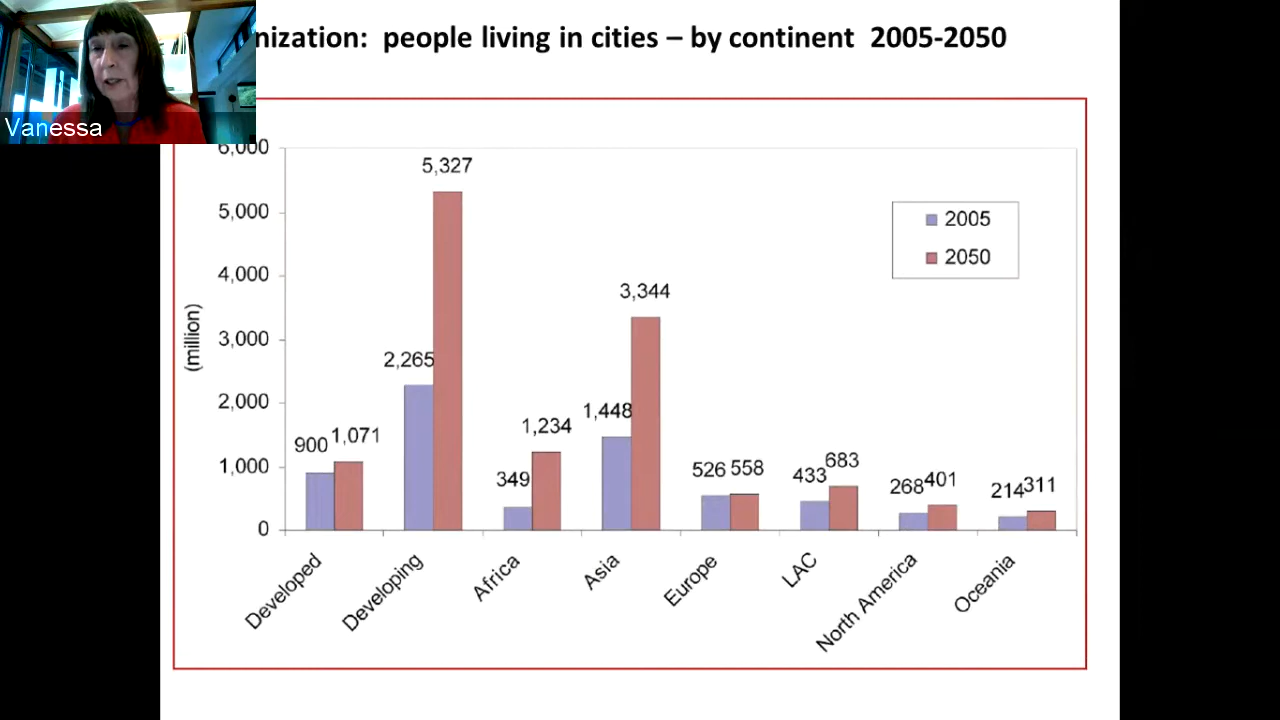 nization: people living in cities – by continent 2005-2050
Vanessa
6,000
5,000
4,000
3,000
2,000
1,000
0
(million)
2005
2050
900 1,071
2,265 5,327
349 1,234
1,448 3,344
526 558
433 683
268 401
214 311
Developed
Developing
Africa
Asia
Europe
LAC
North America
Oceania